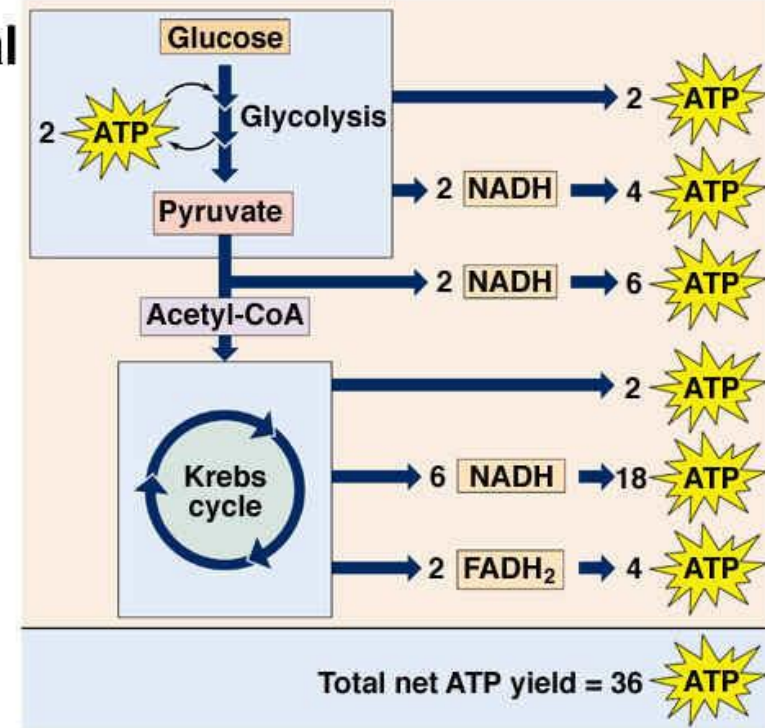 al
Glucose
2 ATP
Glycolysis
2 ATP
Pyruvate
2 NADH 4 ATP
2 NADH 6 ATP
Acetyl-CoA
2 ATP
Krebs
cycle
6 NADH 18 ATP
2 FADH₂ 4 ATP
Total net ATP yield = 36 ATP